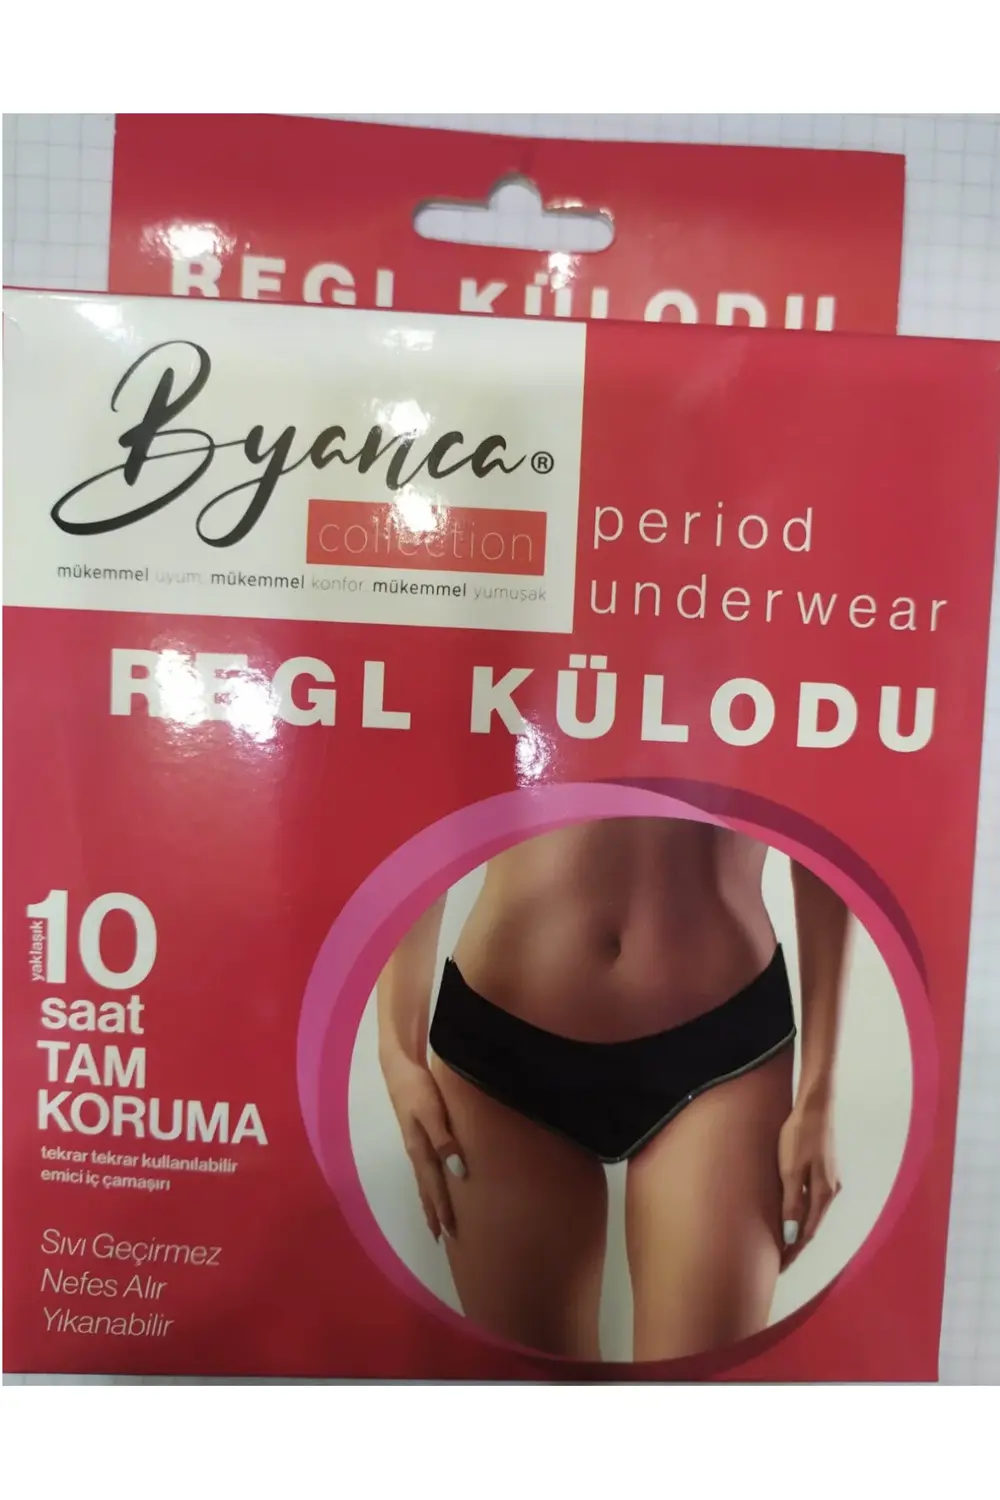 REGL KÜLODU
Byanca®
collection
mükemmel uyum. mükemmel konfor. mükemmel yumuşak
period
underwear
REGL KÜLODU
yaklaşık
10
saat
TAM
KORUMA
tekrar tekrar kullanılabilir
emici iç çamaşırı
Sıvı Geçirmez
Nefes Alır
Yıkanabilir